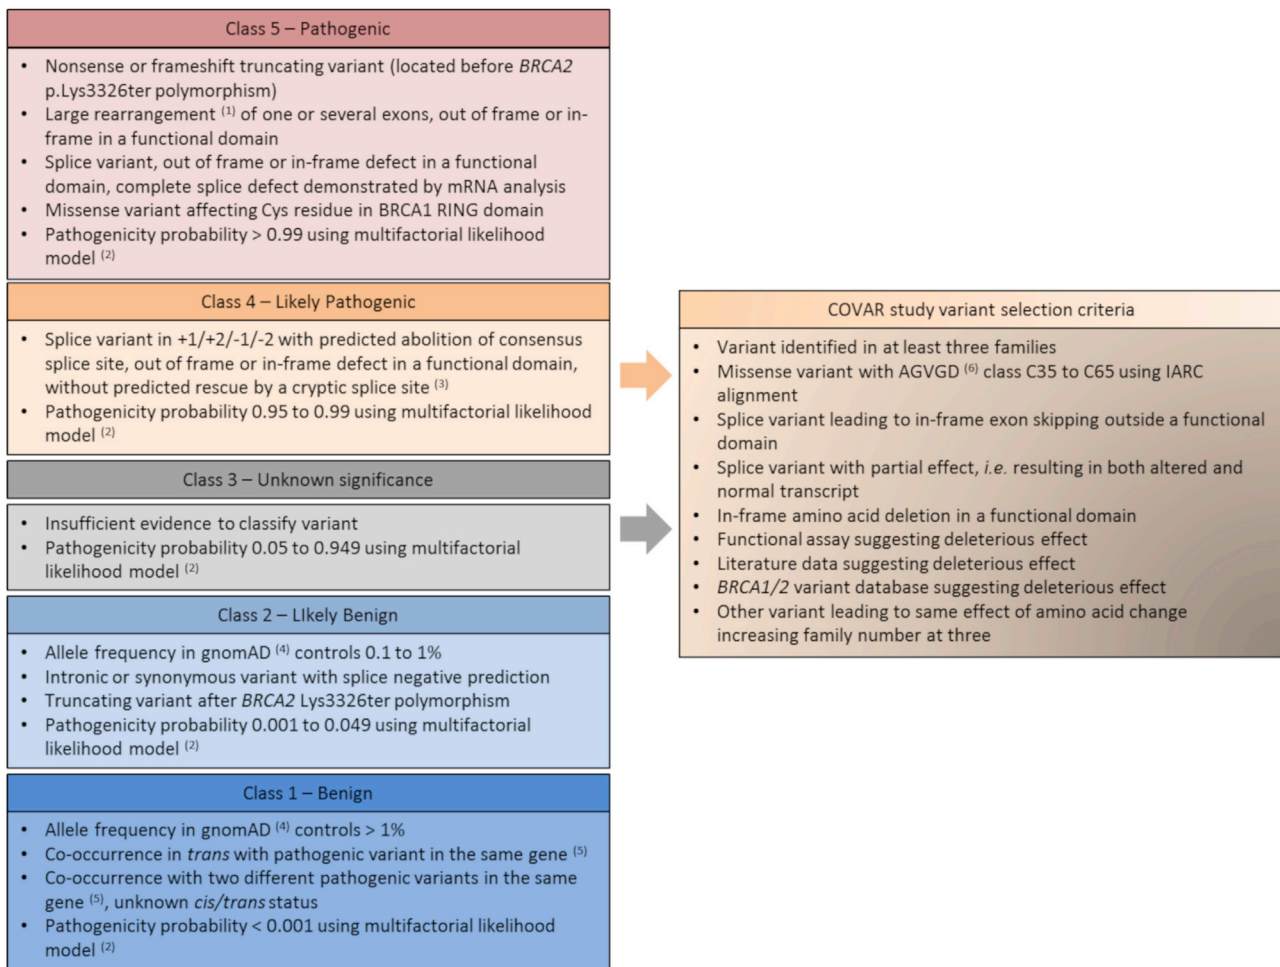 Class 5 – Pathogenic
• Nonsense or frameshift truncating variant (located before BRCA2
p.Lys3326ter polymorphism)
• Large rearrangement (1) of one or several exons, out of frame or in-
frame in a functional domain
• Splice variant, out of frame or in-frame defect in a functional
domain, complete splice defect demonstrated by mRNA analysis
• Missense variant affecting Cys residue in BRCA1 RING domain
• Pathogenicity probability > 0.99 using multifactorial likelihood
model (2)
Class 4 – Likely Pathogenic
• Splice variant in +1/+2/-1/-2 with predicted abolition of consensus
splice site, out of frame or in-frame defect in a functional domain,
without predicted rescue by a cryptic splice site (3)
• Pathogenicity probability 0.95 to 0.99 using multifactorial likelihood
model (2)
Class 3 – Unknown significance
• Insufficient evidence to classify variant
• Pathogenicity probability 0.05 to 0.949 using multifactorial
likelihood model (2)
Class 2 – LIkely Benign
• Allele frequency in gnomAD (4) controls 0.1 to 1%
• Intronic or synonymous variant with splice negative prediction
• Truncating variant after BRCA2 Lys3326ter polymorphism
• Pathogenicity probability 0.001 to 0.049 using multifactorial
likelihood model (2)
Class 1 – Benign
• Allele frequency in gnomAD (4) controls > 1%
• Co-occurrence in trans with pathogenic variant in the same gene (5)
• Co-occurrence with two different pathogenic variants in the same
gene (5), unknown cis/trans status
• Pathogenicity probability < 0.001 using multifactorial likelihood
model (2)
COVAR study variant selection criteria
• Variant identified in at least three families
• Missense variant with AGVGD (6) class C35 to C65 using IARC
alignment
• Splice variant leading to in-frame exon skipping outside a functional
domain
• Splice variant with partial effect, i.e. resulting in both altered and
normal transcript
• In-frame amino acid deletion in a functional domain
• Functional assay suggesting deleterious effect
• Literature data suggesting deleterious effect
• BRCA1/2 variant database suggesting deleterious effect
• Other variant leading to same effect of amino acid change
increasing family number at three